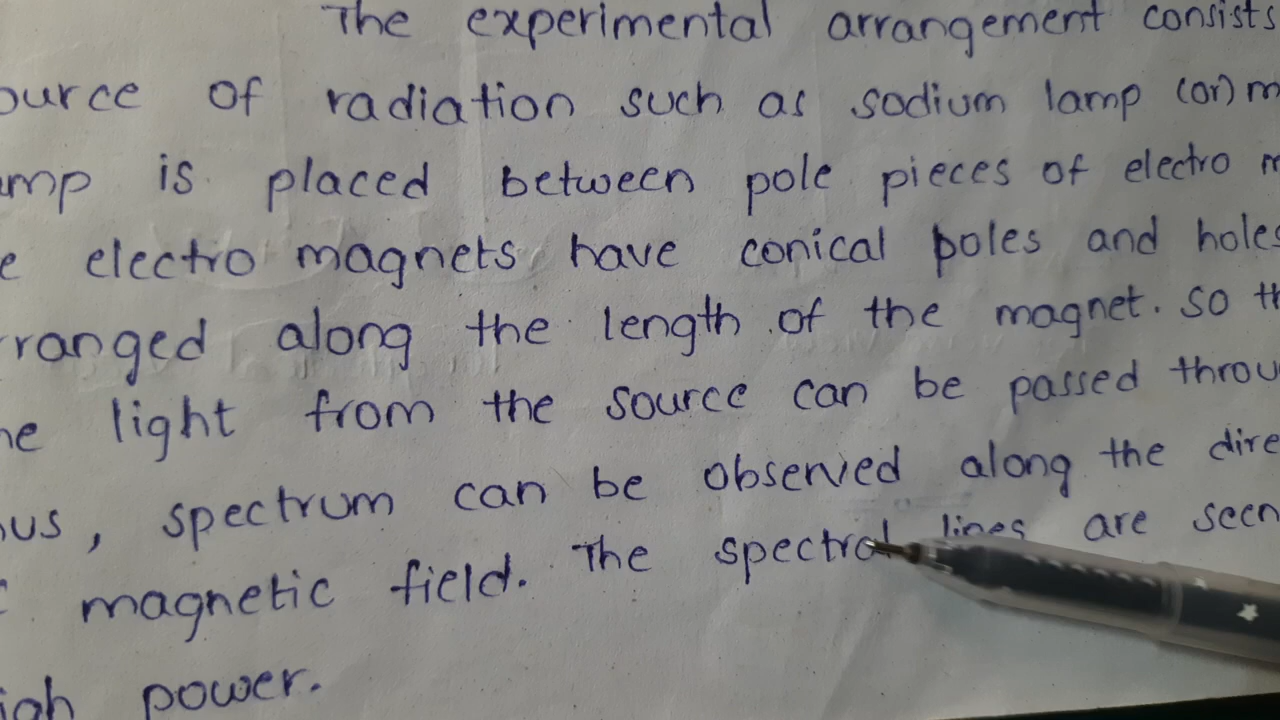 The experimental arrangement consists
ource of radiation such as sodium lamp (or) m
amp is placed between pole pieces of electro m
e electro magnets have conical poles and holes
rranged along the length of the magnet. So th
he light from the source can be passed throu
hus, spectrum can be observed along the dire
magnetic field. The spectral lines are seen
igh power.